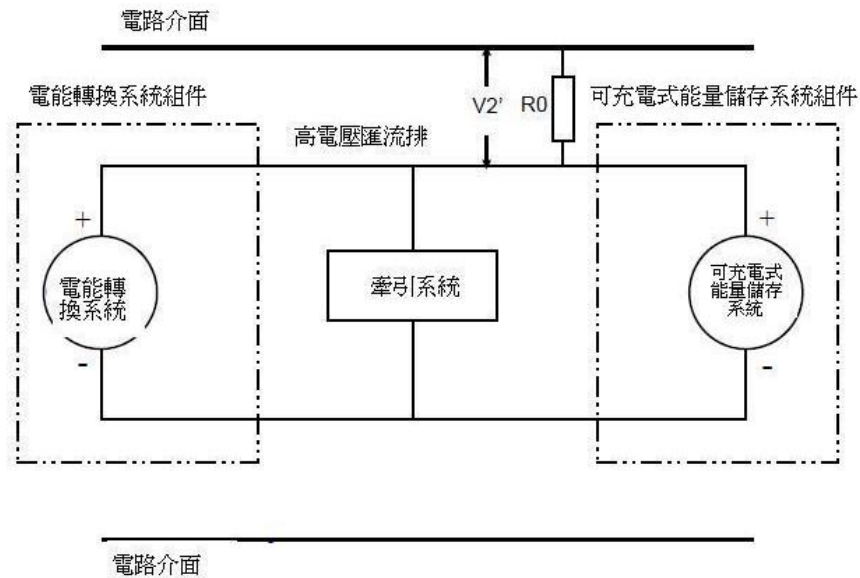 電路介面
電能轉換系統組件
V2'
R0
可充電式能量儲存系統組件
高電壓匯流排
+
+
電能轉
換系統
牽引系統
可充電式
能量儲存
系統
-
-
電路介面